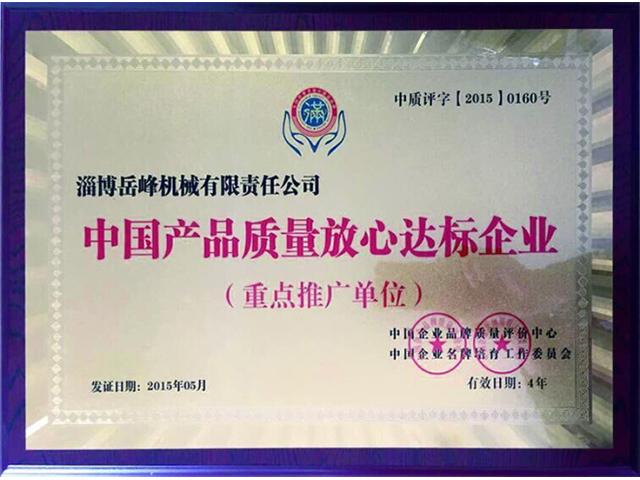 中质评字【2015】0160号
满
淄博岳峰机械有限责任公司
中国产品质量放心达标企业
（重点推广单位）
中国企业品牌质量评价中心
中国企业名牌培育工作委员会
发证日期：2015年05月
有效日期：4年